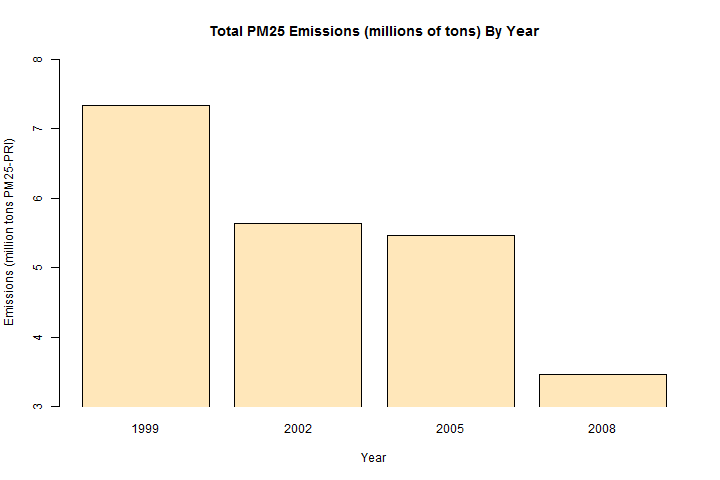 Total PM25 Emissions (millions of tons) By Year
Emissions (million tons PM25-PRI)
8
7
6
5
4
3
1999 2002 2005 2008
Year